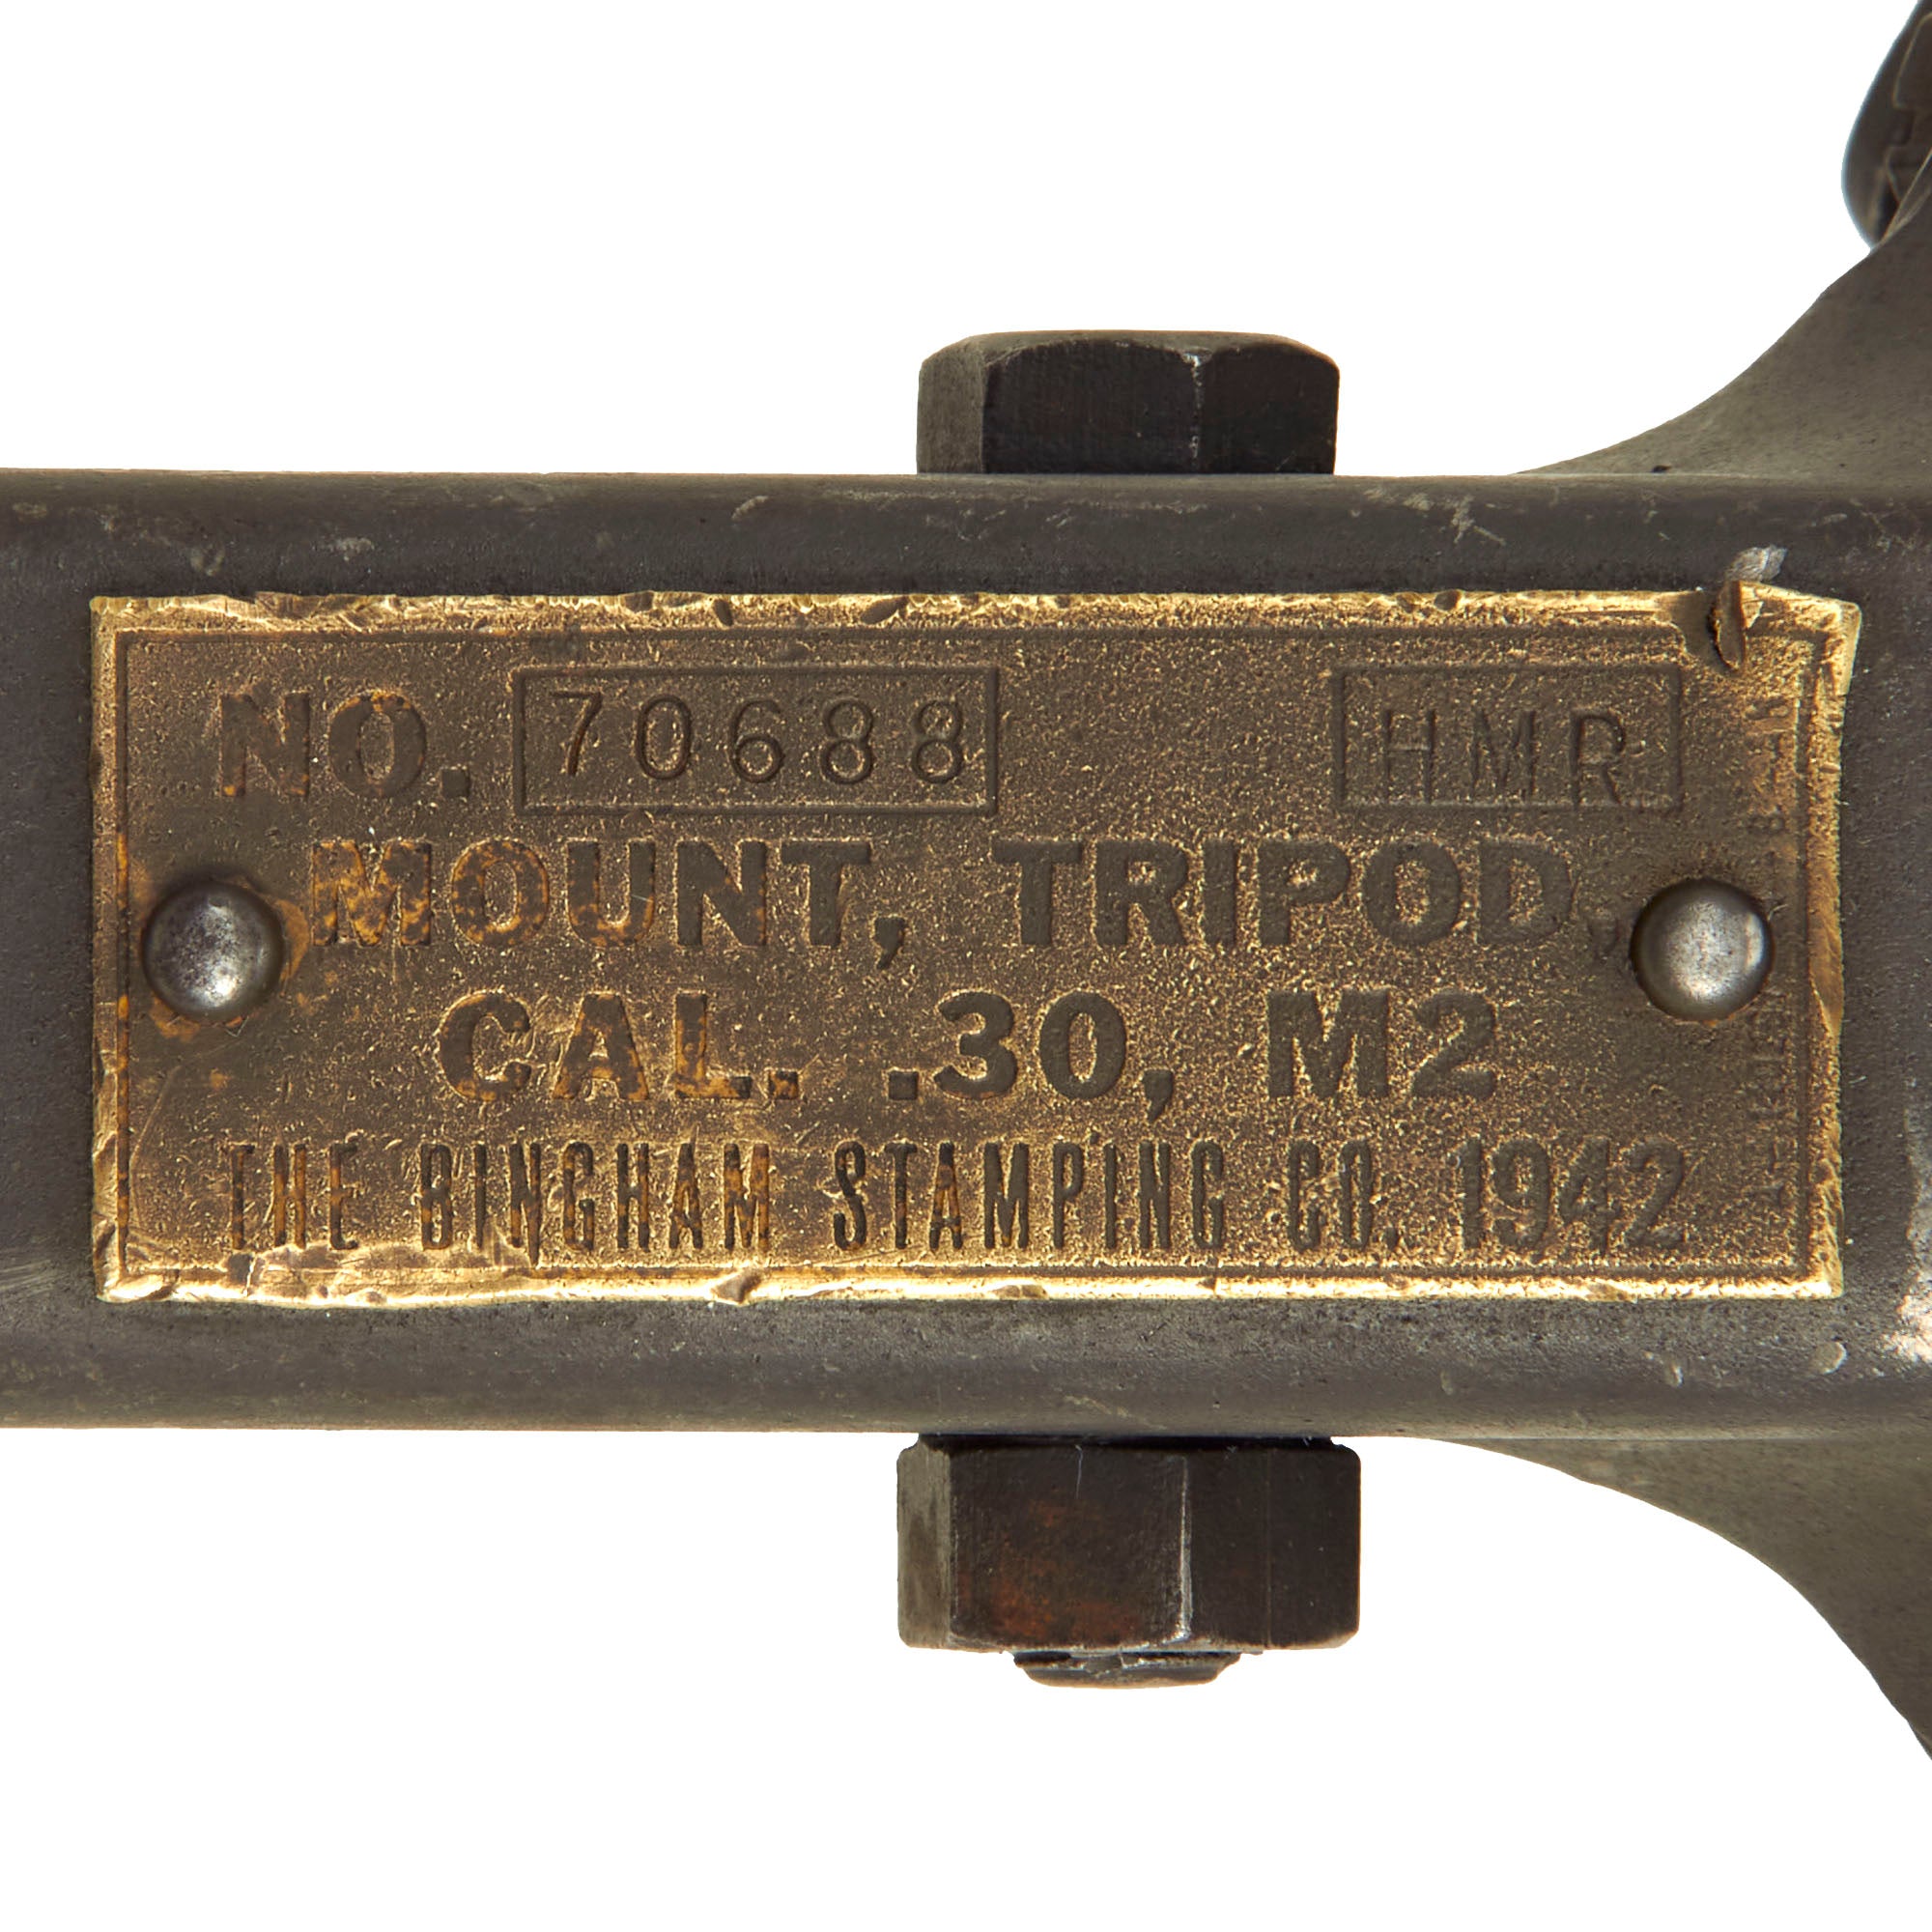 NO. 70688 HMR
MOUNT, TRIPOD,
CAL. .30, M2
THE BINGHAM STAMPING CO. 1942